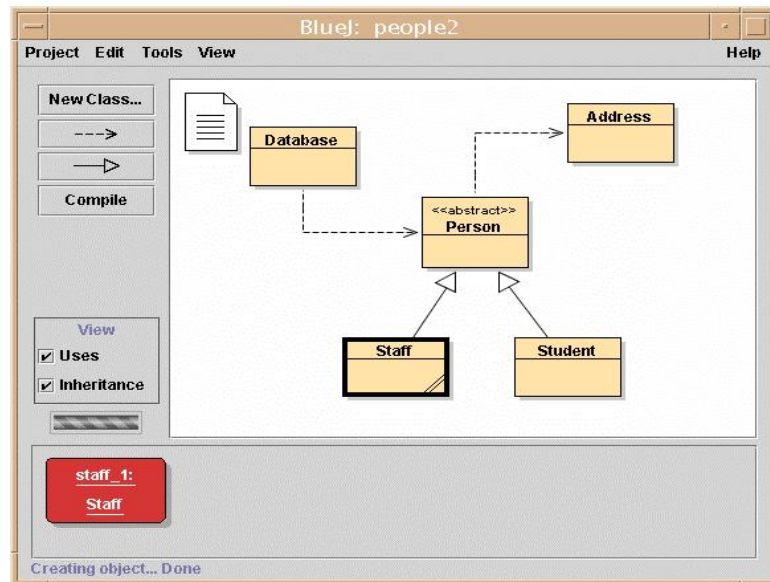 BlueJ: people2
Project Edit Tools View Help
New Class...
Compile
View
Uses
Inheritance
Database
Address
<<abstract>>
Person
Staff
Student
staff_1:
Staff
Creating object... Done